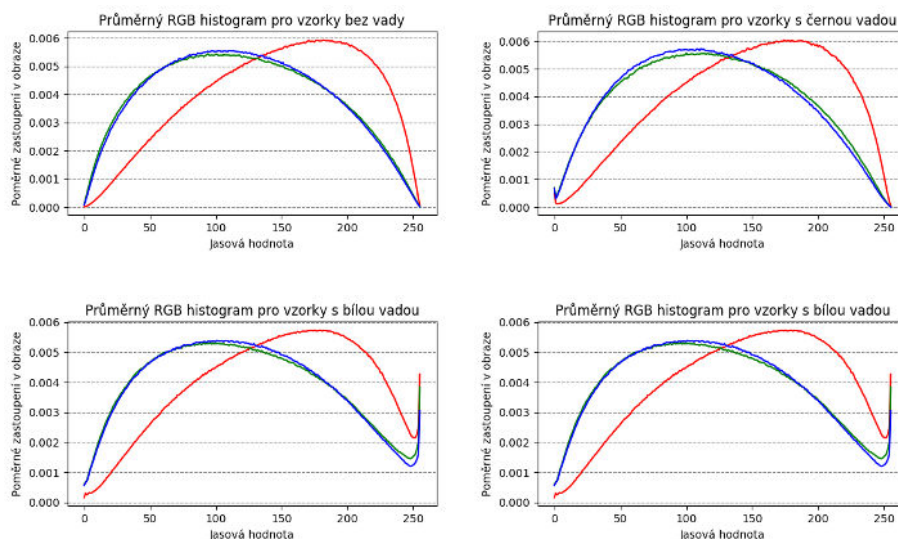 Průměrný RGB histogram pro vzorky bez vady
Poměrné zastoupení v obraze
0.006
0.005
0.004
0.003
0.002
0.001
0.000
0 50 100 150 200 250
Jasová hodnota
Průměrný RGB histogram pro vzorky s černou vadou
Poměrné zastoupení v obraze
0.006
0.005
0.004
0.003
0.002
0.001
0.000
0 50 100 150 200 250
Jasová hodnota
Průměrný RGB histogram pro vzorky s bílou vadou
Poměrné zastoupení v obraze
0.006
0.005
0.004
0.003
0.002
0.001
0.000
0 50 100 150 200 250
Jasová hodnota
Průměrný RGB histogram pro vzorky s bílou vadou
Poměrné zastoupení v obraze
0.006
0.005
0.004
0.003
0.002
0.001
0.000
0 50 100 150 200 250
Jasová hodnota